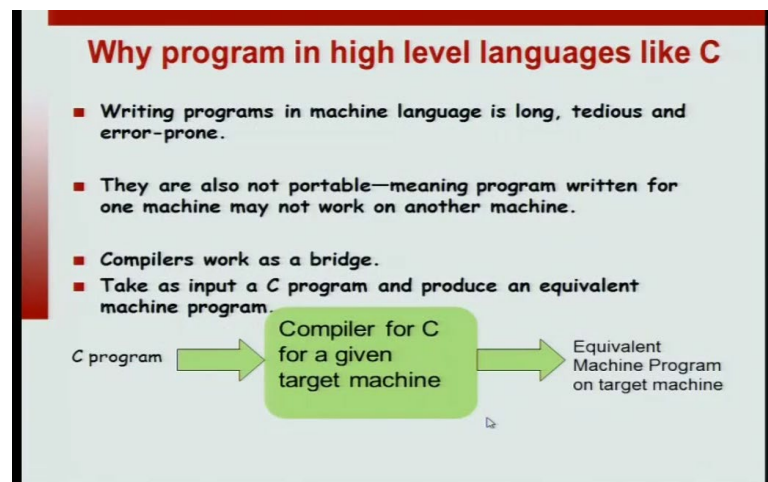 Why program in high level languages like C
Writing programs in machine language is long, tedious and
error-prone.
They are also not portable—meaning program written for
one machine may not work on another machine.
Compilers work as a bridge.
Take as input a C program and produce an equivalent
machine program.
C program
Compiler for C
for a given
target machine
Equivalent
Machine Program
on target machine